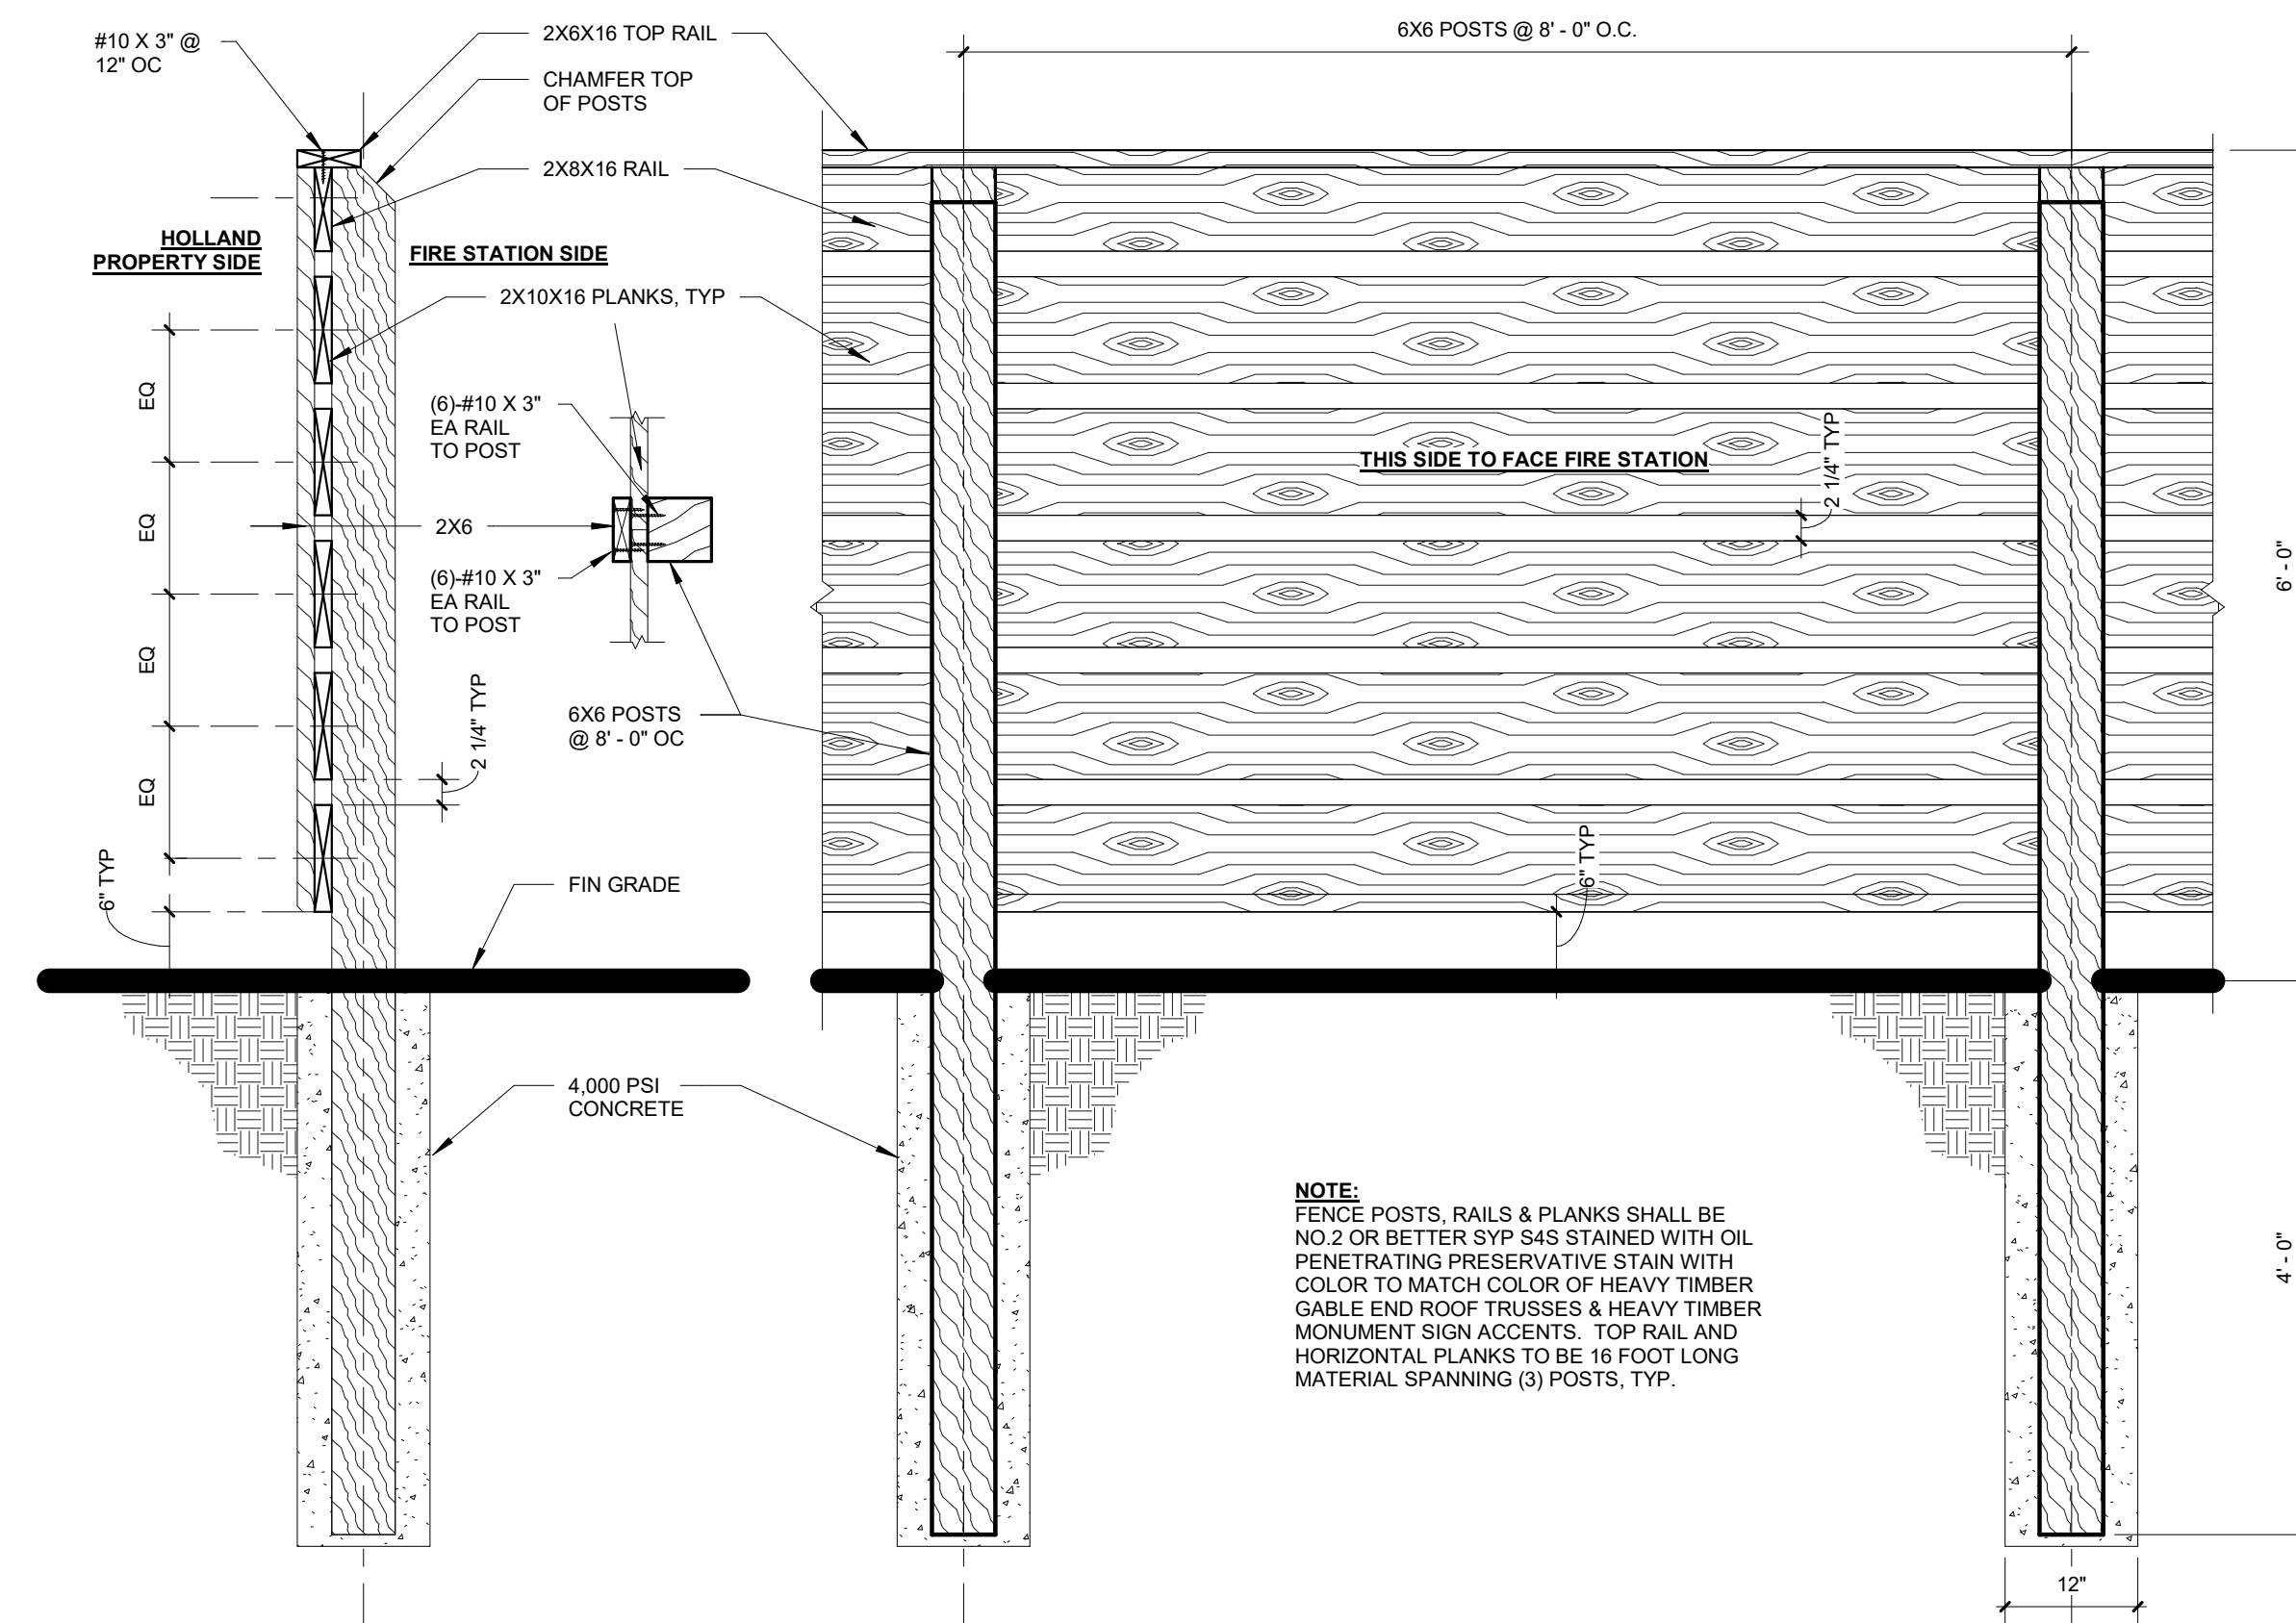 #10 X 3" @
12" OC
2X6X16 TOP RAIL
CHAMFER TOP
OF POSTS
2X8X16 RAIL
HOLLAND
PROPERTY SIDE
FIRE STATION SIDE
2X10X16 PLANKS, TYP
EQ
EQ
EQ
EQ
(6)-#10 X 3"
EA RAIL
TO POST
2X6
(6)-#10 X 3"
EA RAIL
TO POST
2 1/4" TYP
6X6 POSTS
@ 8' - 0" OC
6" TYP
FIN GRADE
4,000 PSI
CONCRETE
6X6 POSTS @ 8' - 0" O.C.
THIS SIDE TO FACE FIRE STATION
2 1/4" TYP
6" TYP
6' - 0"
4' - 0"
NOTE:
FENCE POSTS, RAILS & PLANKS SHALL BE
NO.2 OR BETTER SYP S4S STAINED WITH OIL
PENETRATING PRESERVATIVE STAIN WITH
COLOR TO MATCH COLOR OF HEAVY TIMBER
GABLE END ROOF TRUSSES & HEAVY TIMBER
MONUMENT SIGN ACCENTS.  TOP RAIL AND
HORIZONTAL PLANKS TO BE 16 FOOT LONG
MATERIAL SPANNING (3) POSTS, TYP.
12"